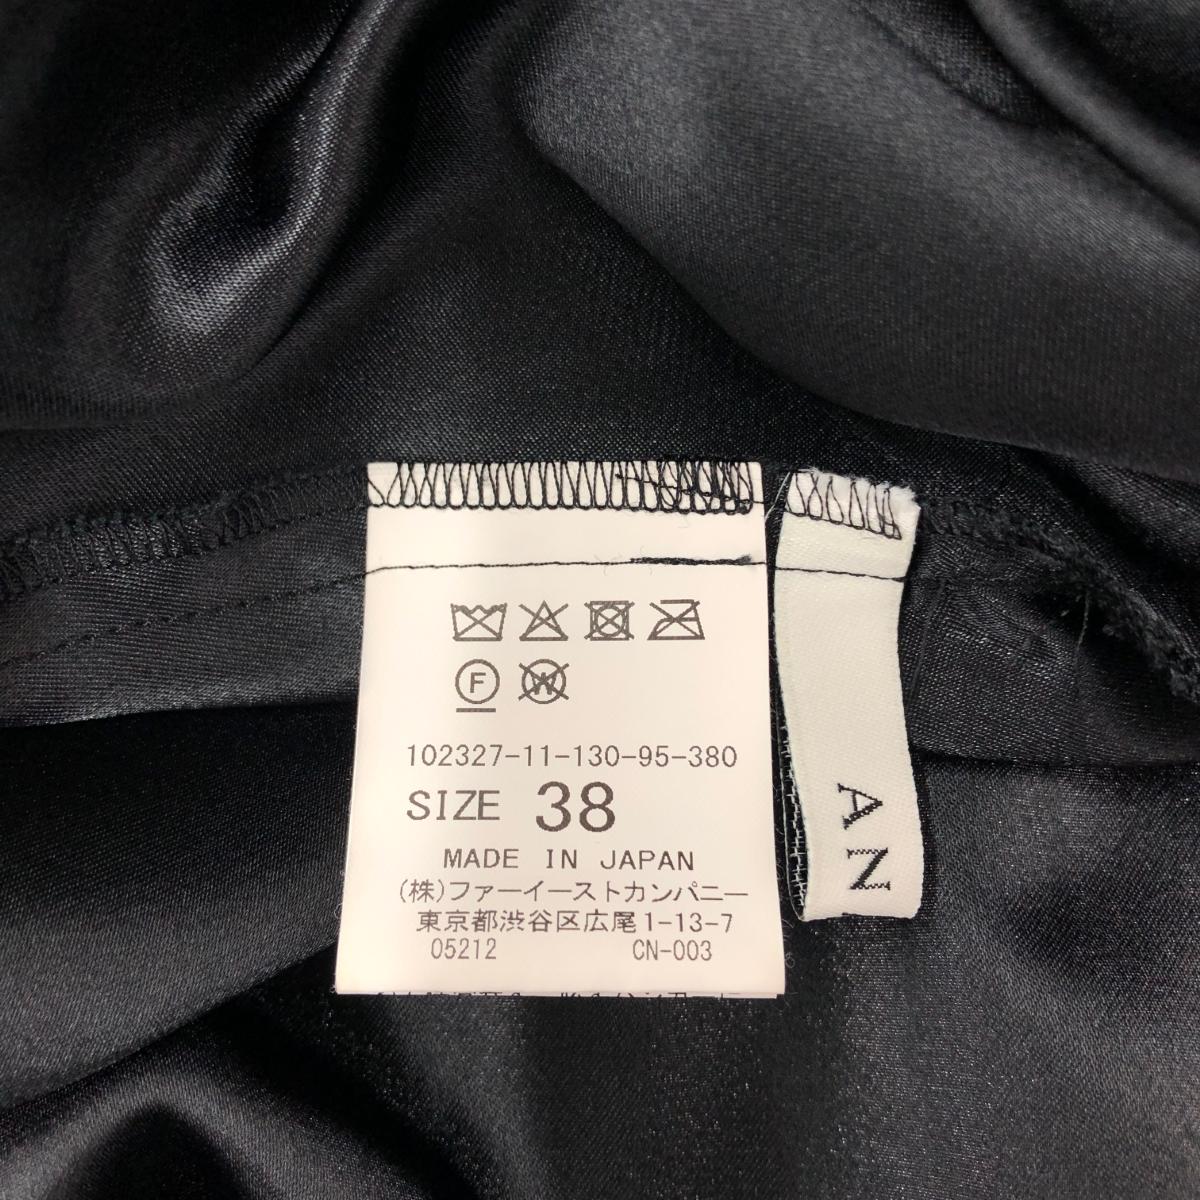 F
W
102327-11-130-95-380
SIZE 38
MADE IN JAPAN
(株)ファーイーストカンパニー
東京都渋谷区広尾1-13-7
05212 CN-003
AN